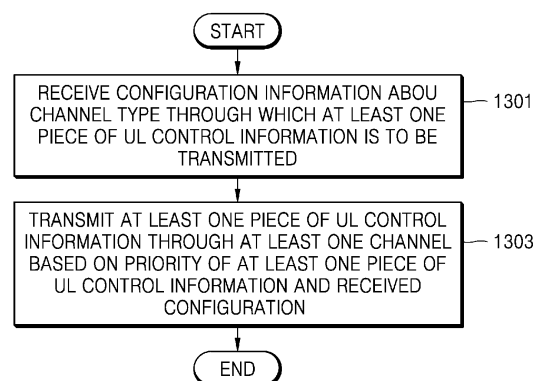 START
RECEIVE CONFIGURATION INFORMATION ABOU
CHANNEL TYPE THROUGH WHICH AT LEAST ONE
PIECE OF UL CONTROL INFORMATION IS TO BE
TRANSMITTED
1301
TRANSMIT AT LEAST ONE PIECE OF UL CONTROL
INFORMATION THROUGH AT LEAST ONE CHANNEL
BASED ON PRIORITY OF AT LEAST ONE PIECE OF
UL CONTROL INFORMATION AND RECEIVED
CONFIGURATION
1303
END